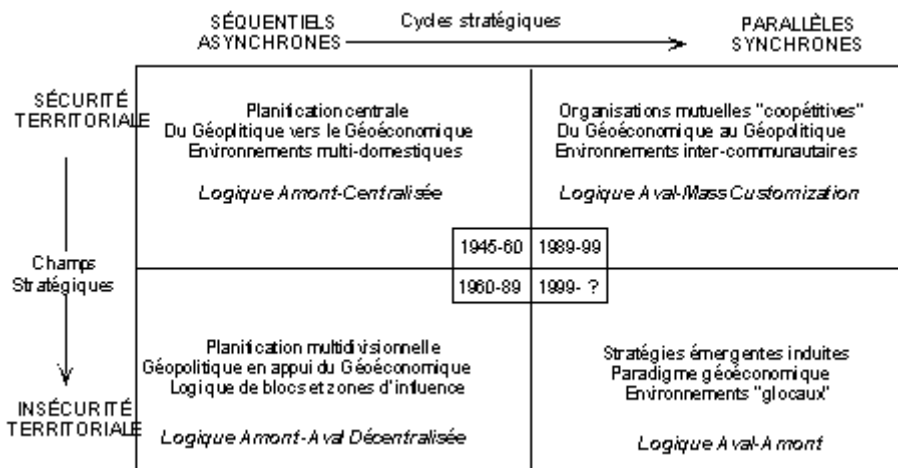 SÉQUENTIELS
ASYNCHRONES
Cycles stratégiques
PARALLÈLES
SYNCHRONES
SÉCURITÉ
TERRITORIALE
Planification centrale
Du Géoplitique vers le Géoéconomique
Environnements multi-domestiques
Logique Amont-Centralisée
Organisations mutuelles "coopétitives"
Du Géoéconomique au Géopolitique
Environnements inter-communautaires
Logique Aval-Mass Customization
1945-60
1989-99
Champs
Stratégiques
1960-89
1999- ?
Planification multidivisionnelle
Géopolitique en appui du Géoéconomique
Logique de blocs et zones d'influence
Logique Amont-Aval Décentralisée
Stratégies émergentes induites
Paradigme géoéconomique
Environnements "glocaux"
Logique Aval-Amont
INSÉCURITÉ
TERRITORIALE